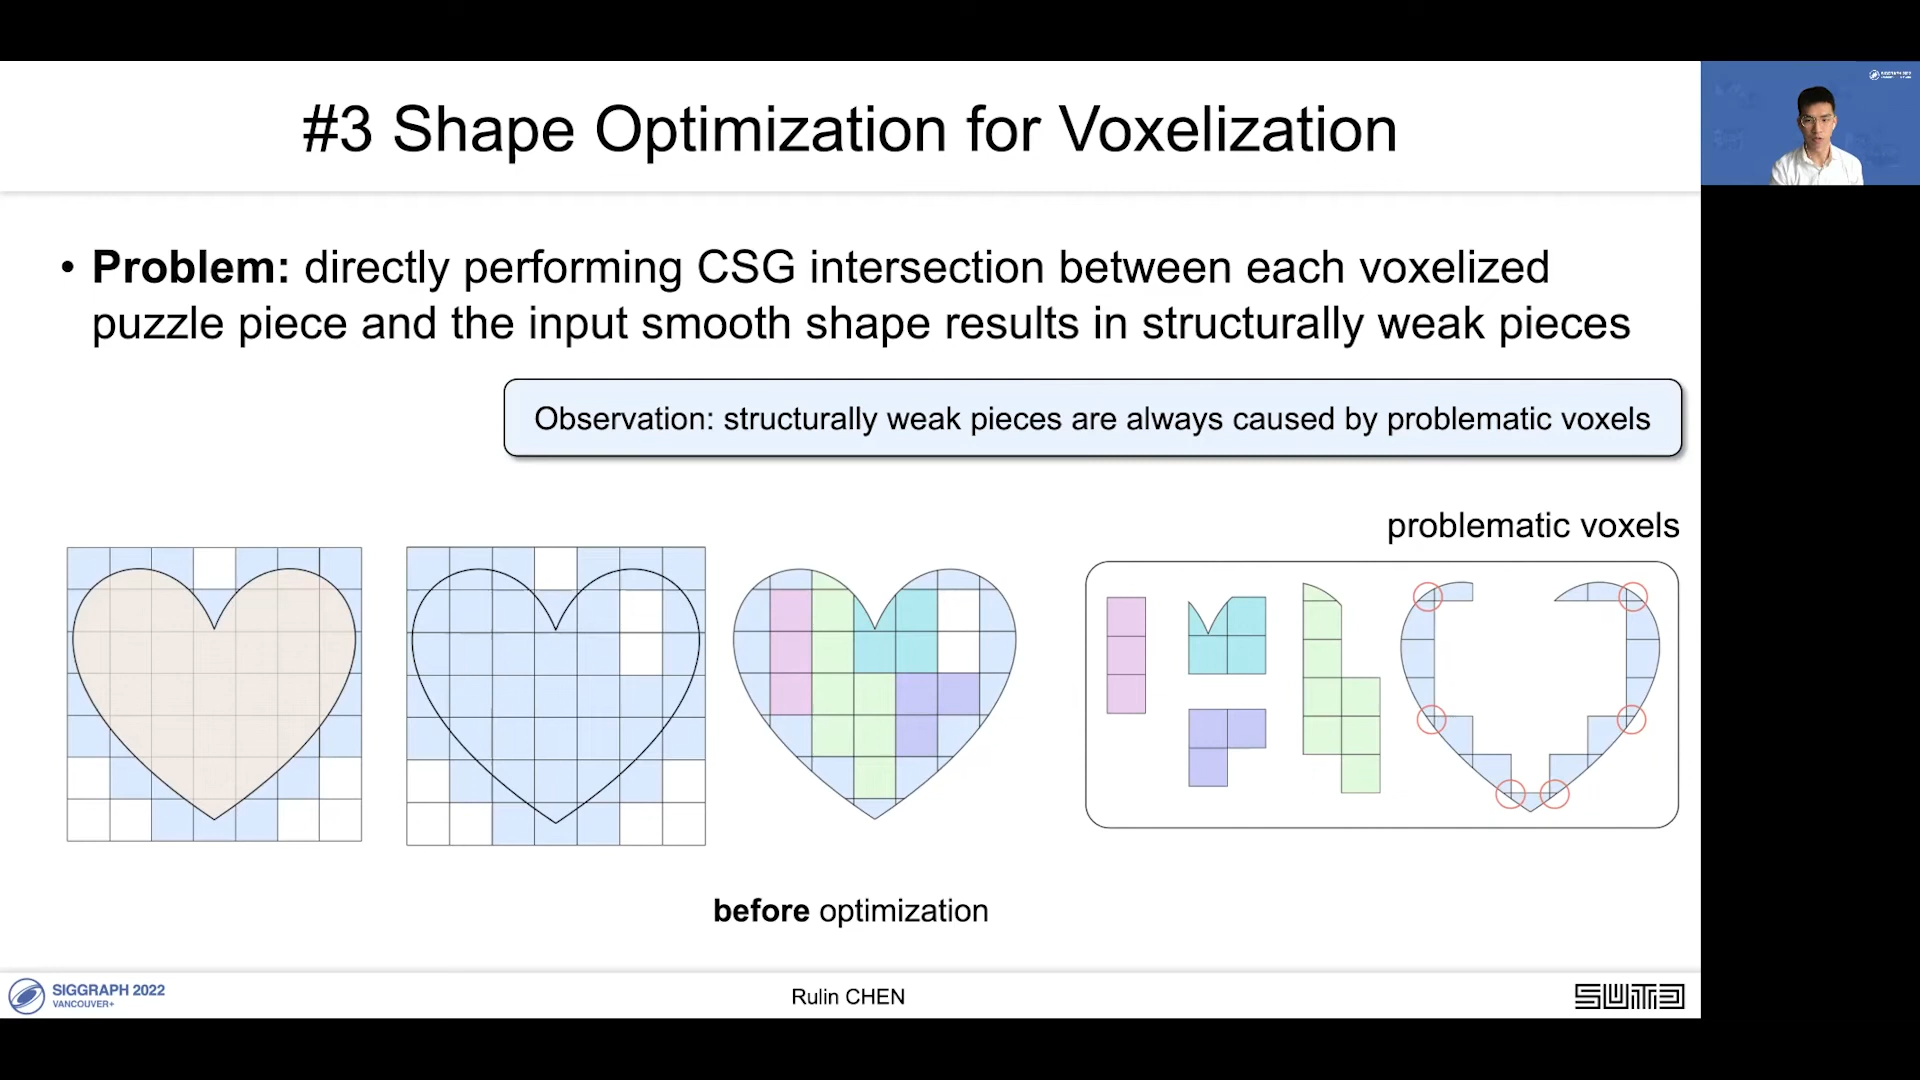 #3 Shape Optimization for Voxelization
• Problem: directly performing CSG intersection between each voxelized
puzzle piece and the input smooth shape results in structurally weak pieces
Observation: structurally weak pieces are always caused by problematic voxels
problematic voxels
before optimization
SIGGRAPH 2022
VANCOUVER+
Rulin CHEN
SUTD